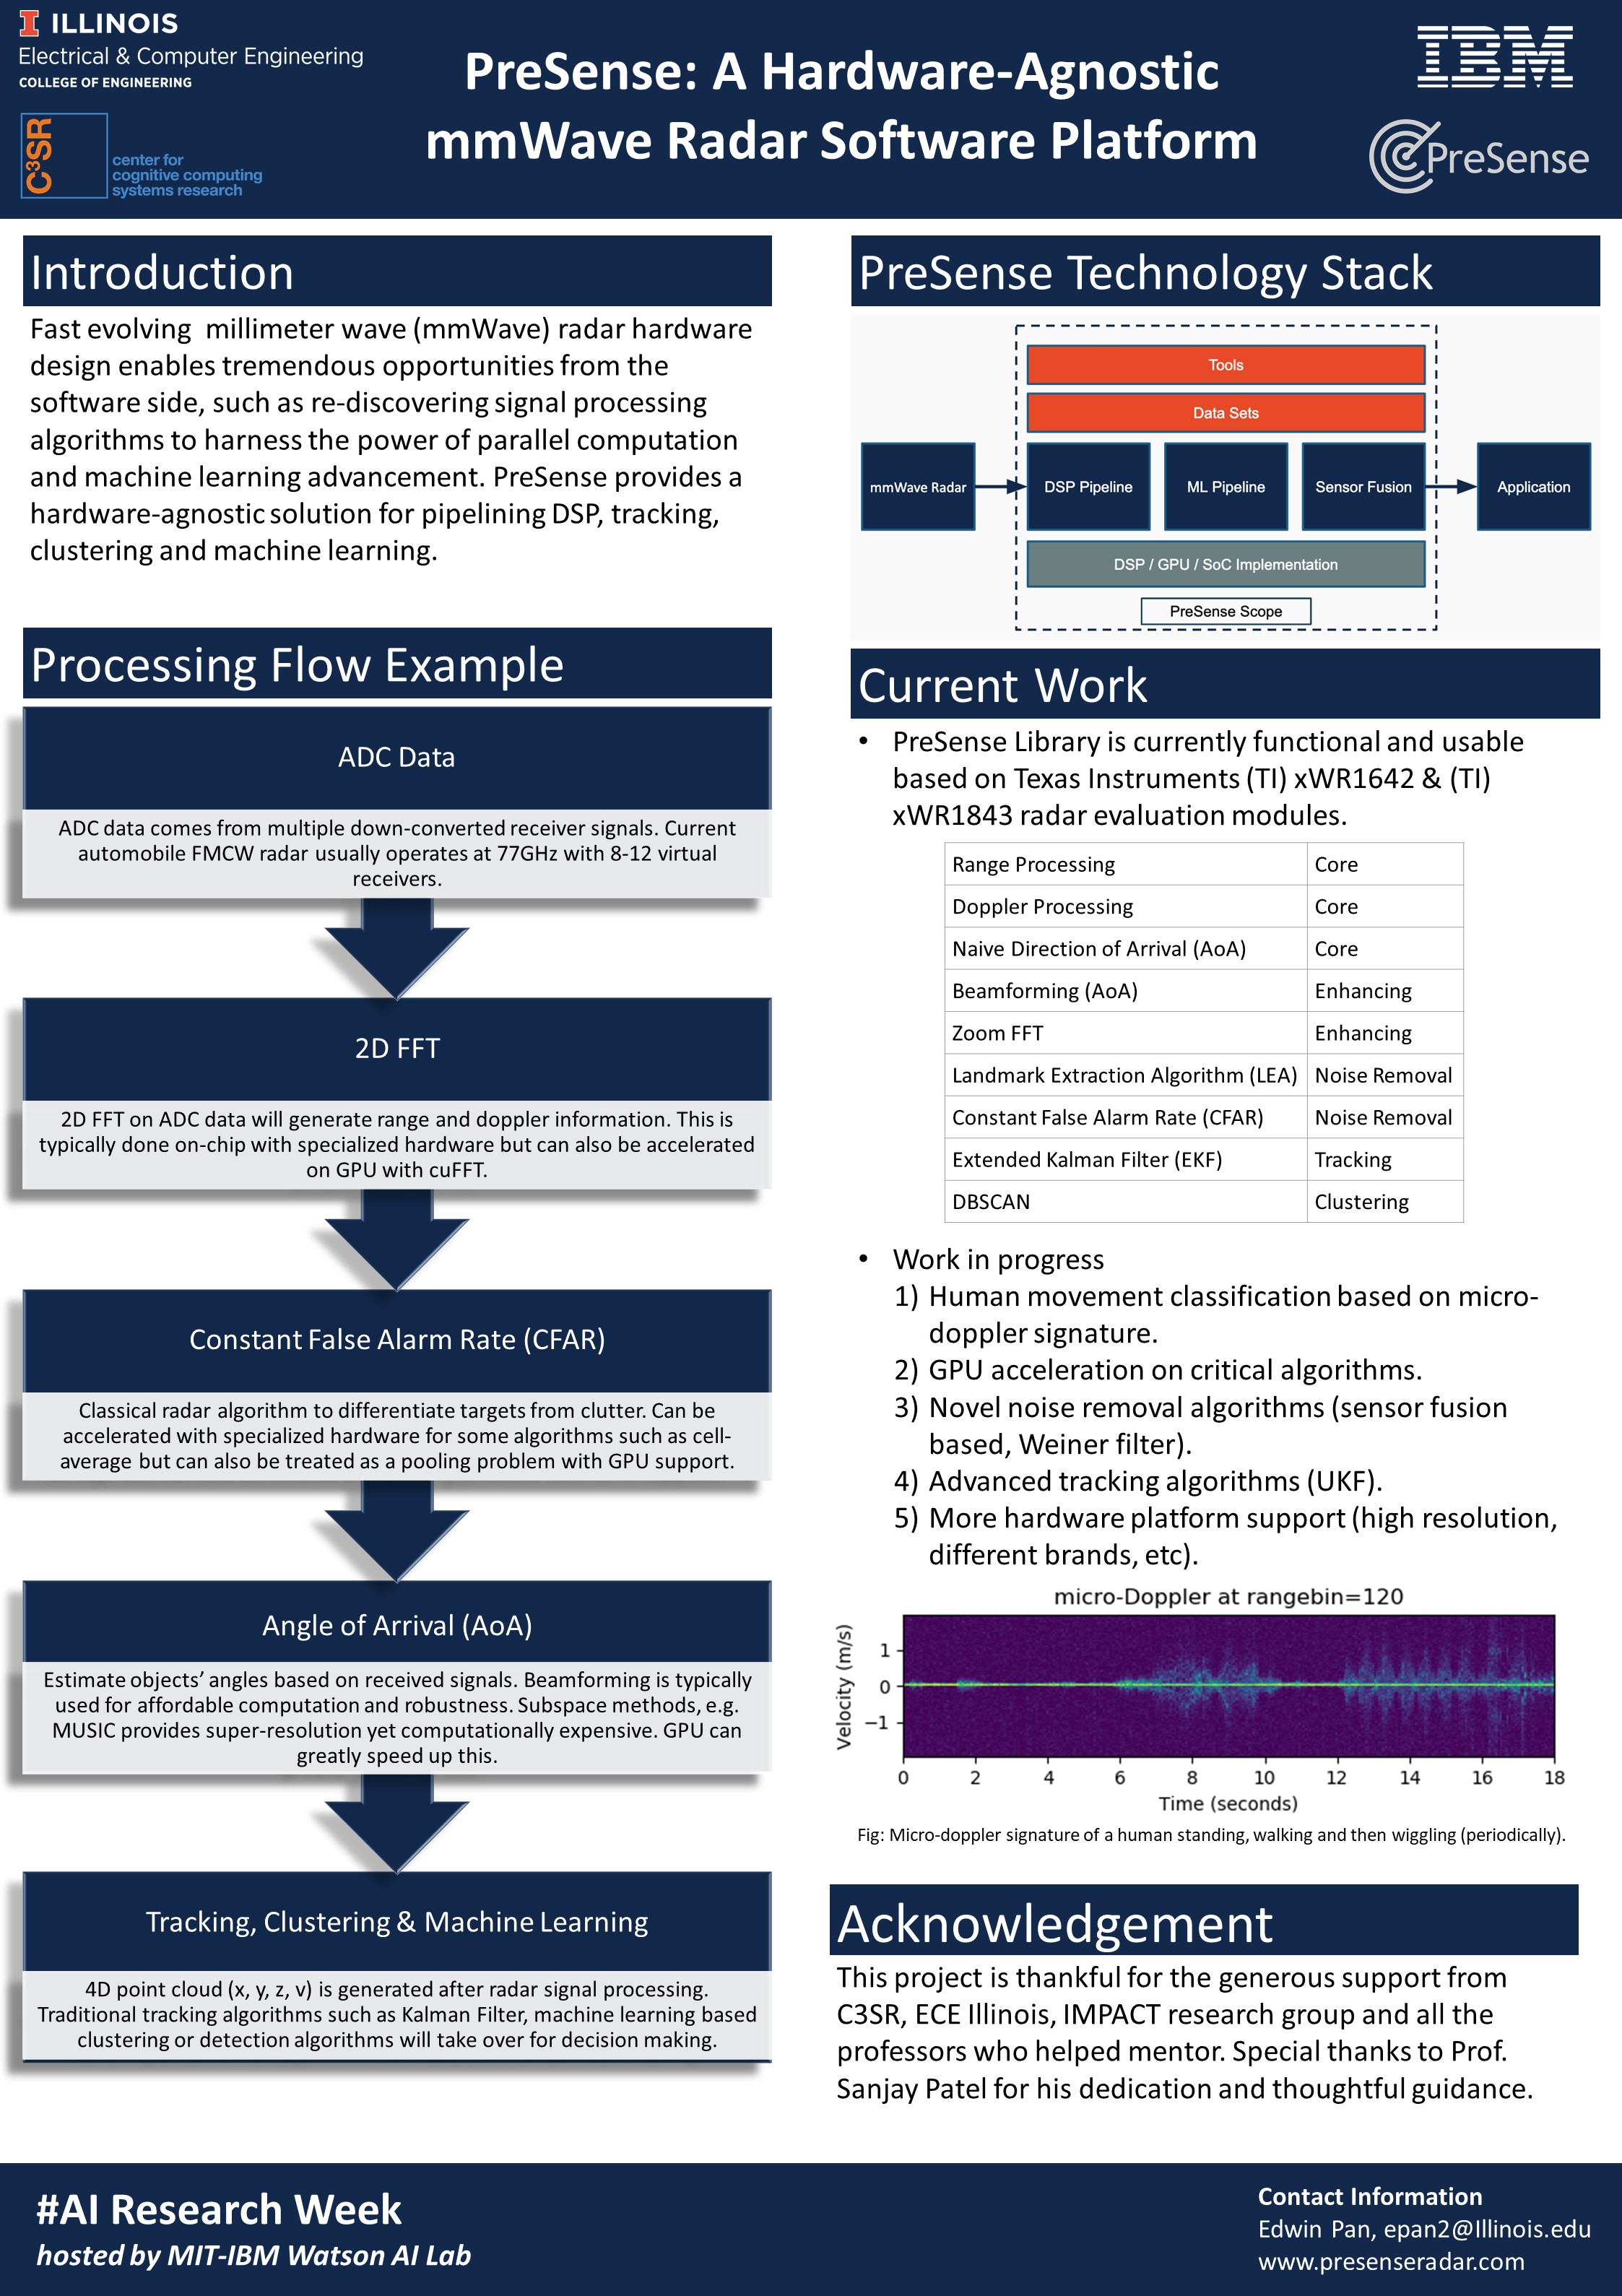 ILLINOIS
Electrical & Computer Engineering
COLLEGE OF ENGINEERING
C³SR
center for
cognitive computing
systems research
PreSense: A Hardware-Agnostic
mmWave Radar Software Platform
IBM
PreSense
Introduction
Fast evolving  millimeter wave (mmWave) radar hardware
design enables tremendous opportunities from the
software side, such as re-discovering signal processing
algorithms to harness the power of parallel computation
and machine learning advancement. PreSense provides a
hardware-agnostic solution for pipelining DSP, tracking,
clustering and machine learning.
Processing Flow Example
ADC Data
ADC data comes from multiple down-converted receiver signals. Current
automobile FMCW radar usually operates at 77GHz with 8-12 virtual
receivers.
2D FFT
2D FFT on ADC data will generate range and doppler information. This is
typically done on-chip with specialized hardware but can also be accelerated
on GPU with cuFFT.
Constant False Alarm Rate (CFAR)
Classical radar algorithm to differentiate targets from clutter. Can be
accelerated with specialized hardware for some algorithms such as cell-
average but can also be treated as a pooling problem with GPU support.
Angle of Arrival (AoA)
Estimate objects’ angles based on received signals. Beamforming is typically
used for affordable computation and robustness. Subspace methods, e.g.
MUSIC provides super-resolution yet computationally expensive. GPU can
greatly speed up this.
Tracking, Clustering & Machine Learning
4D point cloud (x, y, z, v) is generated after radar signal processing.
Traditional tracking algorithms such as Kalman Filter, machine learning based
clustering or detection algorithms will take over for decision making.
PreSense Technology Stack
Tools
Data Sets
mmWave Radar
DSP Pipeline
ML Pipeline
Sensor Fusion
Application
DSP / GPU / SoC Implementation
PreSense Scope
Current Work
• PreSense Library is currently functional and usable
based on Texas Instruments (TI) xWR1642 & (TI)
xWR1843 radar evaluation modules.
Range Processing Core
Doppler Processing Core
Naive Direction of Arrival (AoA) Core
Beamforming (AoA) Enhancing
Zoom FFT Enhancing
Landmark Extraction Algorithm (LEA) Noise Removal
Constant False Alarm Rate (CFAR) Noise Removal
Extended Kalman Filter (EKF) Tracking
DBSCAN Clustering
• Work in progress
1) Human movement classification based on micro-
doppler signature.
2) GPU acceleration on critical algorithms.
3) Novel noise removal algorithms (sensor fusion
based, Weiner filter).
4) Advanced tracking algorithms (UKF).
5) More hardware platform support (high resolution,
different brands, etc).
micro-Doppler at rangebin=120
Velocity (m/s)
1
0
−1
0 2 4 6 8 10 12 14 16 18
Time (seconds)
Fig: Micro-doppler signature of a human standing, walking and then wiggling (periodically).
Acknowledgement
This project is thankful for the generous support from
C3SR, ECE Illinois, IMPACT research group and all the
professors who helped mentor. Special thanks to Prof.
Sanjay Patel for his dedication and thoughtful guidance.
#AI Research Week
hosted by MIT-IBM Watson AI Lab
Contact Information
Edwin Pan, epan2@Illinois.edu
www.presenseradar.com